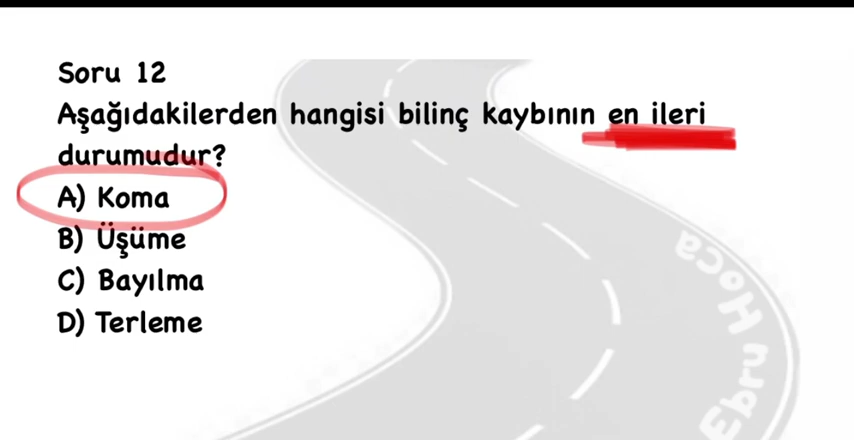 Soru 12
Aşağıdakilerden hangisi bilinç kaybının en ileri
durumudur?
A) Koma
B) Üşüme
C) Bayılma
D) Terleme
Ebru Hoca